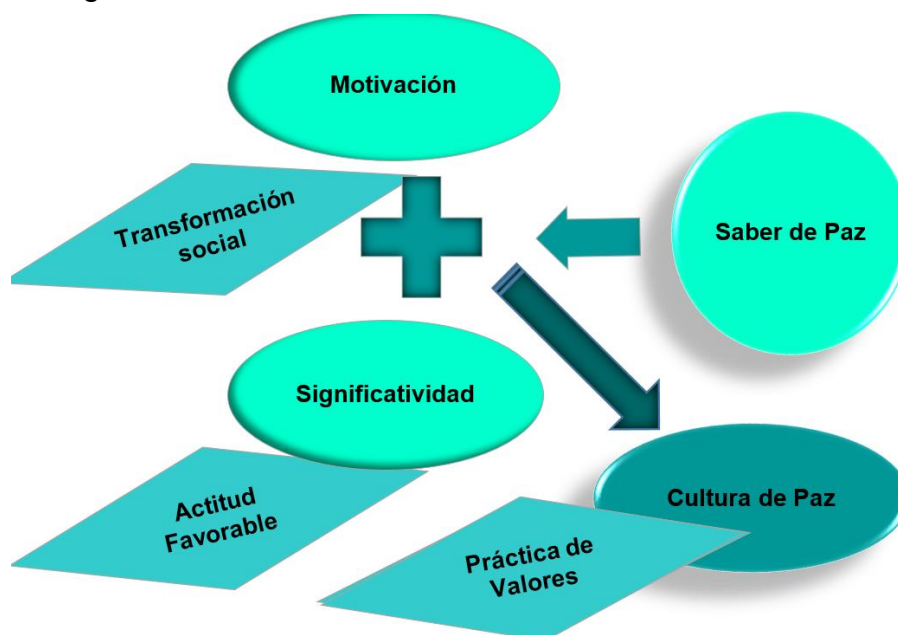 Motivación
Transformación
social
Saber de Paz
Significatividad
Actitud
Favorable
Cultura de Paz
Práctica de
Valores